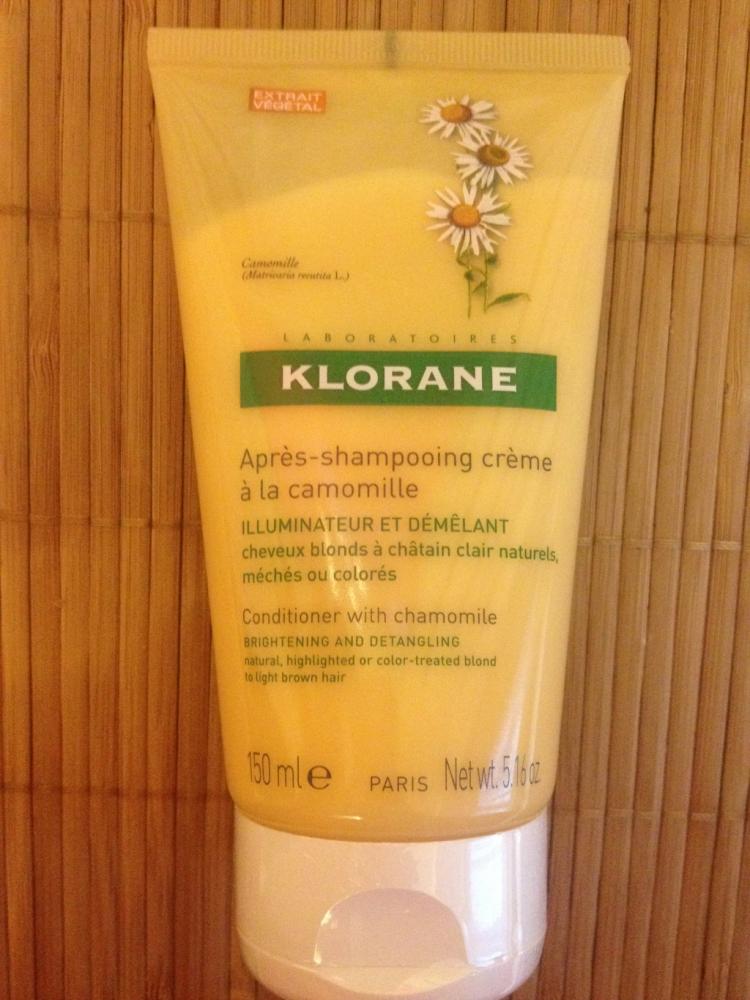 EXTRAIT
VÉGÉTAL
Camomille
(Matricaria recutita L.)
LABORATOIRES
KLORANE
Après-shampooing crème
à la camomille
ILLUMINATEUR ET DÉMÊLANT
cheveux blonds à châtain clair naturels,
méchés ou colorés
Conditioner with chamomile
BRIGHTENING AND DETANGLING
natural, highlighted or color-treated blond
to light brown hair
150 ml e PARIS Net wt. 5.16 oz